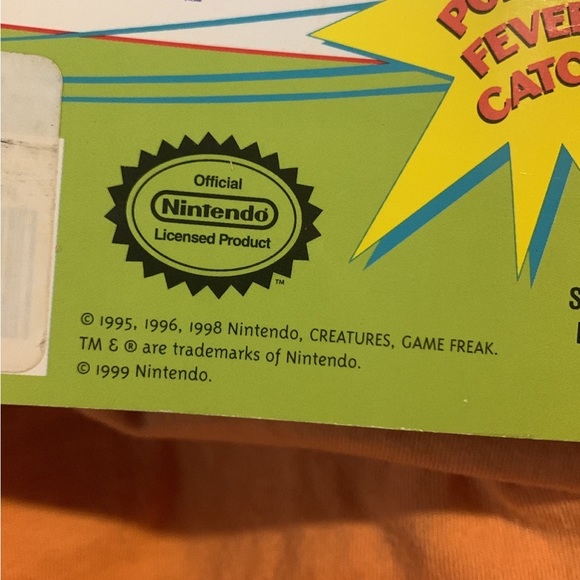 FEVER
Official
Nintendo
Licensed Product
TM
© 1995, 1996, 1998 Nintendo, CREATURES, GAME FREAK.
TM & ® are trademarks of Nintendo.
© 1999 Nintendo.